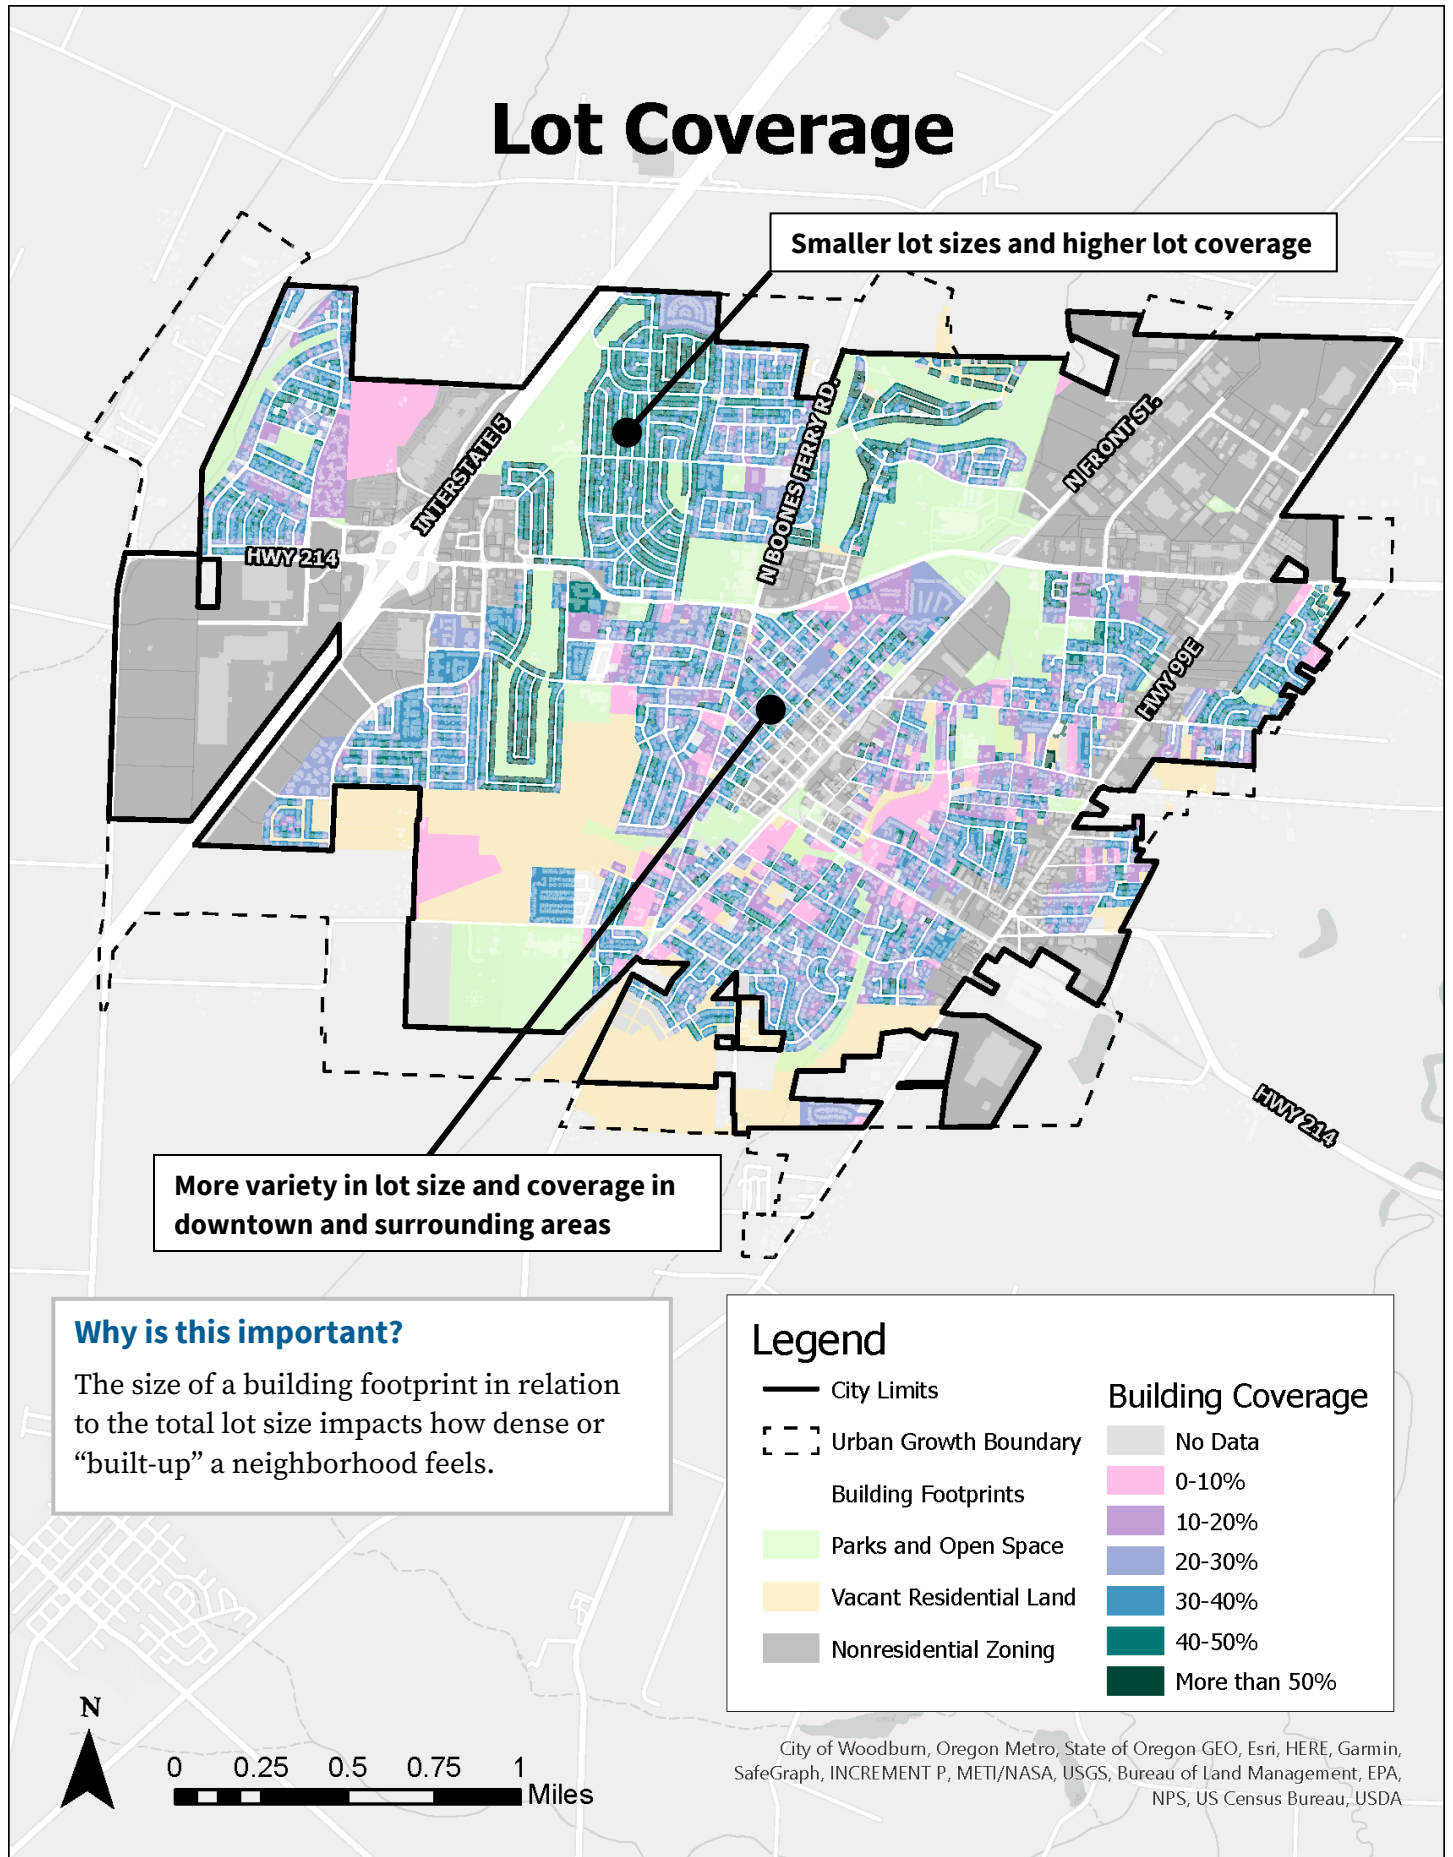 Lot Coverage
Smaller lot sizes and higher lot coverage
INTERSTATE 5
N BOONES FERRY RD.
N FRONT ST.
HWY 214
HWY 99E
HWY 214
More variety in lot size and coverage in
downtown and surrounding areas
Why is this important?
The size of a building footprint in relation
to the total lot size impacts how dense or
“built-up” a neighborhood feels.
Legend
City Limits
Urban Growth Boundary
Building Footprints
Parks and Open Space
Vacant Residential Land
Nonresidential Zoning
Building Coverage
No Data
0-10%
10-20%
20-30%
30-40%
40-50%
More than 50%
N
0 0.25 0.5 0.75 1
Miles
City of Woodburn, Oregon Metro, State of Oregon GEO, Esri, HERE, Garmin,
SafeGraph, INCREMENT P, METI/NASA, USGS, Bureau of Land Management, EPA,
NPS, US Census Bureau, USDA